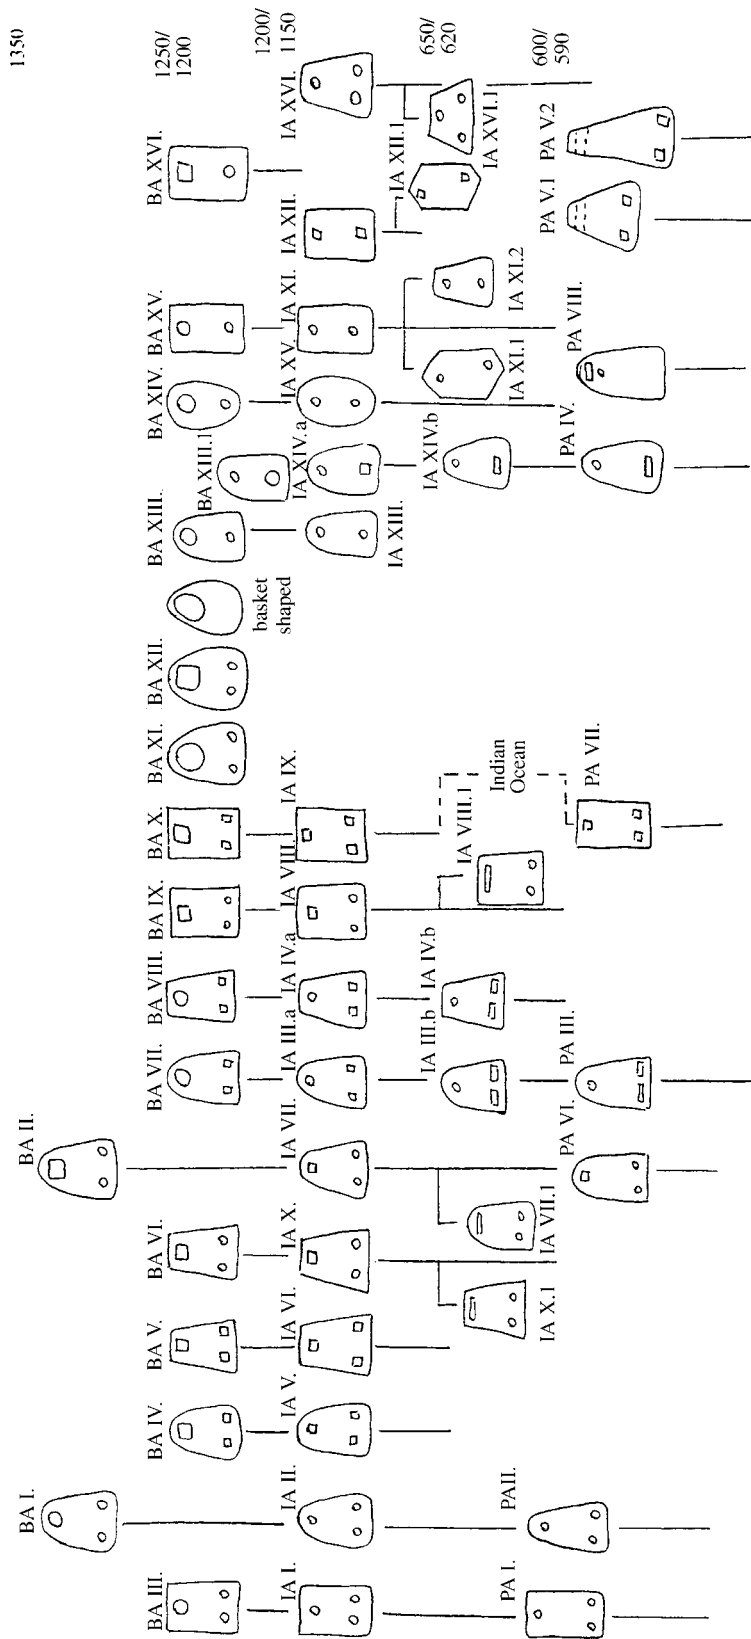 1350
BA I.
BA II.
BA III.
BA IV.
BA V.
BA VI.
BA VII.
BA VIII.
BA IX.
BA X.
BA XI.
BA XII.
basket
shaped
BA XIII.
BA XIII.1
BA XIV.
BA XV.
BA XVI.
1250/
1200
IA I.
IA II.
IA V.
IA VI.
IA X.
IA VII.
IA III.a
IA IV.a
IA VIII.
IA IX.
IA XIII.
IA XIV.a
IA XV.
IA XI.
IA XII.
IA XVI.
1200/
1150
IA X.1
IA VII.1
IA III.b
IA IV.b
IA VIII.1
Indian
Ocean
IA XIV.b
IA XI.1
IA XI.2
IA XII.1
IA XVI.1
650/
620
PA I.
PAII.
PA VI.
PA III.
PA VII.
PA IV.
PA VIII.
PA V.1
PA V.2
600/
590